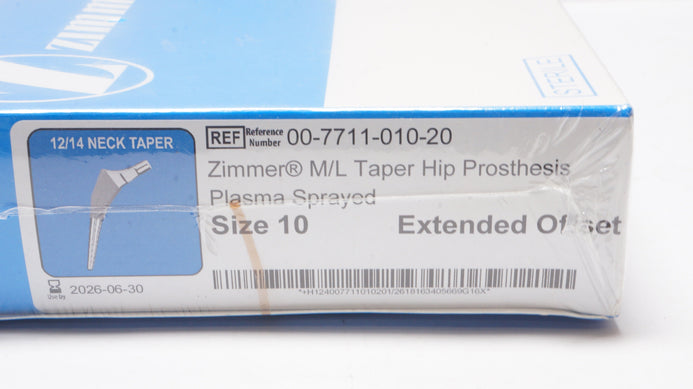 ZIMMER
STERILE
12/14 NECK TAPER
REF Reference Number 00-7711-010-20
Zimmer® M/L Taper Hip Prosthesis
Plasma Sprayed
Size 10 Extended Offset
Use by 2026-06-30